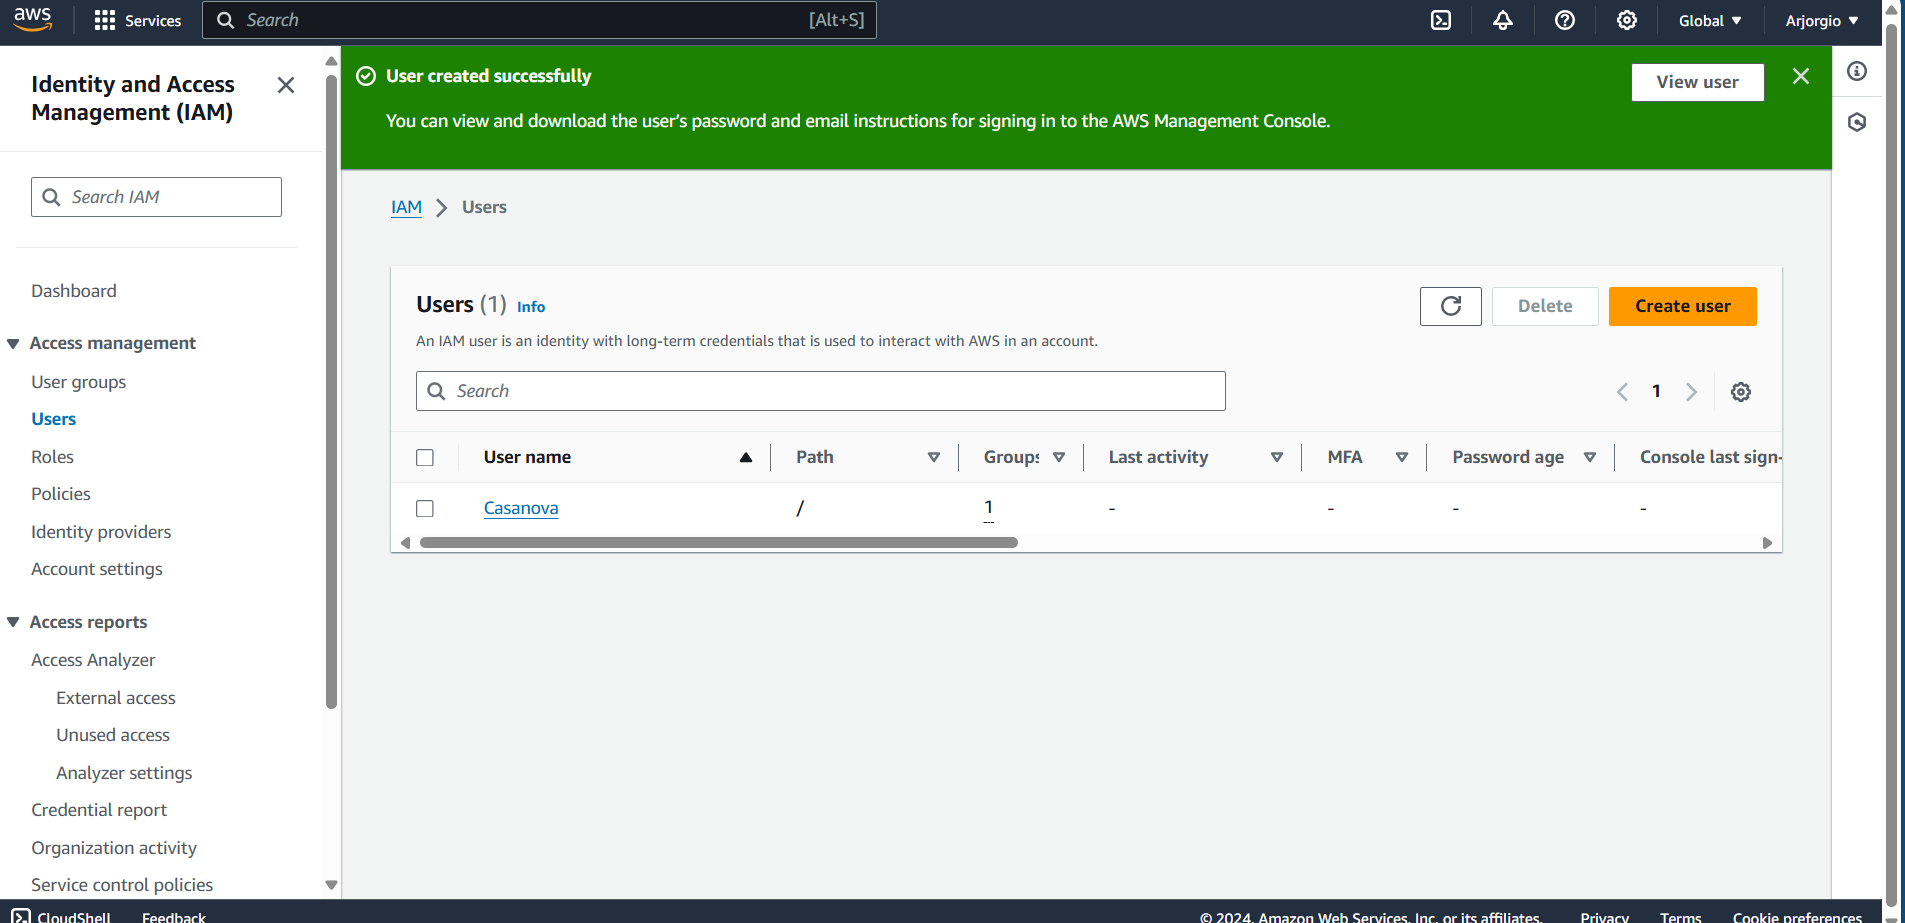 aws
Services
Search
[Alt+S]
Global
Arjorgio
Identity and Access
Management (IAM)
Search IAM
Dashboard
Access management
User groups
Users
Roles
Policies
Identity providers
Account settings
Access reports
Access Analyzer
External access
Unused access
Analyzer settings
Credential report
Organization activity
Service control policies
User created successfully
You can view and download the user's password and email instructions for signing in to the AWS Management Console.
View user
IAM > Users
Users (1) Info
An IAM user is an identity with long-term credentials that is used to interact with AWS in an account.
Delete
Create user
Search
1
User name Path Groups Last activity MFA Password age Console last sign-
Casanova / 1 - - - -
CloudShell Feedback © 2024, Amazon Web Services, Inc. or its affiliates. Privacy Terms Cookie preferences